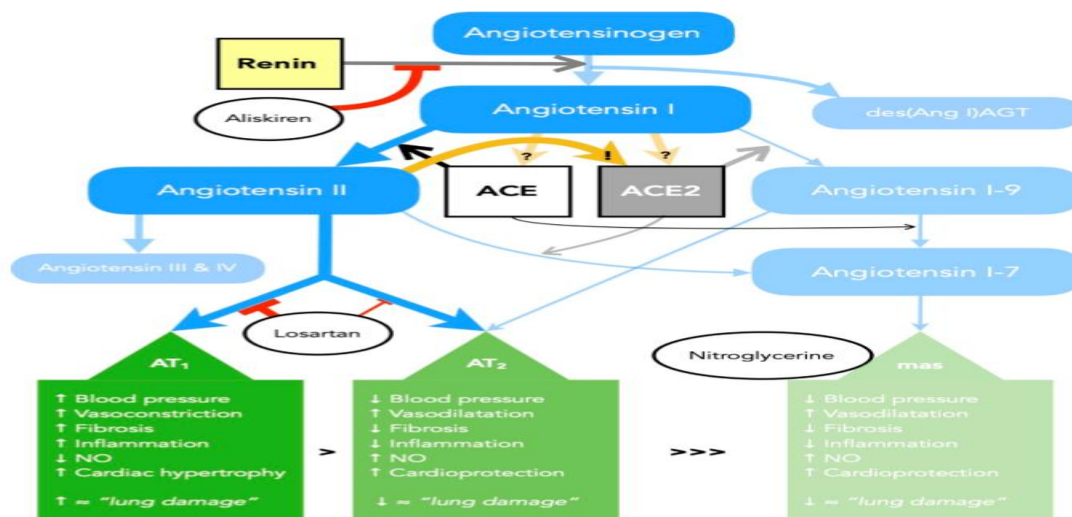 Angiotensinogen
Renin
Aliskiren
Angiotensin I
des(Ang I)AGT
? ! ?
Angiotensin II
ACE
ACE2
Angiotensin I-9
Angiotensin III & IV
Angiotensin I-7
Losartan
Nitroglycerine
AT1
↑ Blood pressure
↑ Vasoconstriction
↑ Fibrosis
↑ Inflammation
↓ NO
↑ Cardiac hypertrophy
↑ = "lung damage"
>
AT2
↓ Blood pressure
↑ Vasodilatation
↓ Fibrosis
↓ Inflammation
↑ NO
↑ Cardioprotection
↓ = "lung damage"
>>>
mas
↓ Blood pressure
↑ Vasodilatation
↓ Fibrosis
↓ Inflammation
↑ NO
↑ Cardioprotection
↓ = "lung damage"